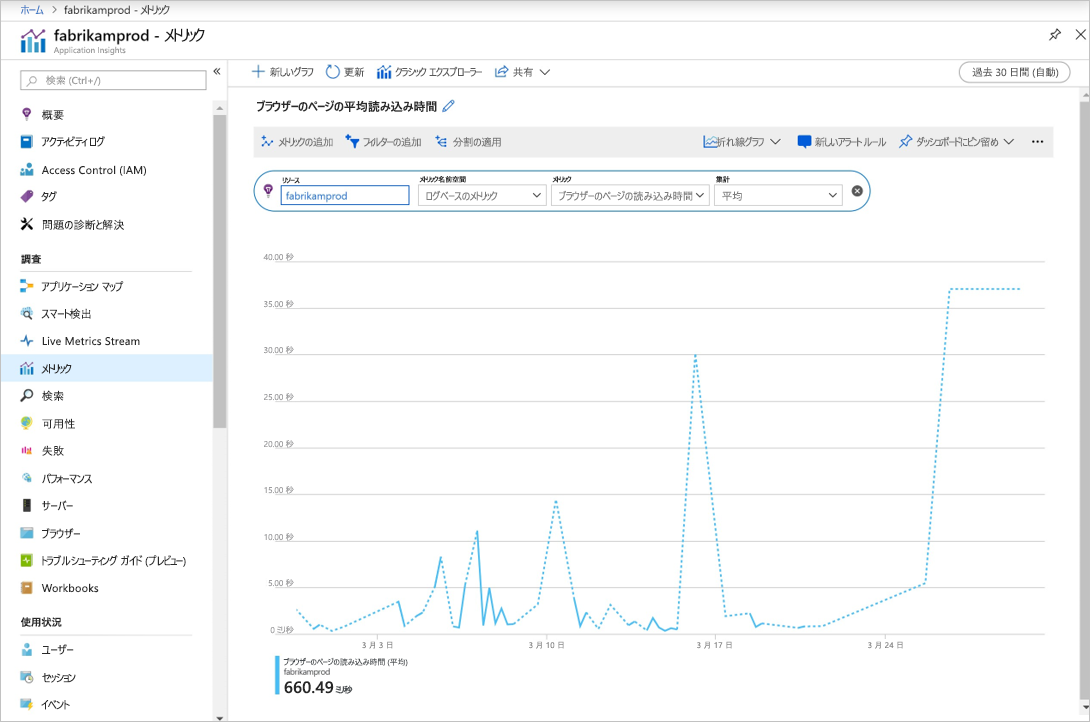 ホーム > fabrikamprod - メトリック
fabrikamprod - メトリック
Application Insights
検索 (Ctrl+/)
概要
アクティビティログ
Access Control (IAM)
タグ
問題の診断と解決
調査
アプリケーション マップ
スマート検出
Live Metrics Stream
メトリック
検索
可用性
失敗
パフォーマンス
サーバー
ブラウザー
トラブルシューティング ガイド (プレビュー)
Workbooks
使用状況
ユーザー
セッション
イベント
新しいグラフ 更新 クラシック エクスプローラー 共有 過去 30 日間 (自動)
ブラウザーのページの平均読み込み時間
メトリックの追加 フィルターの追加 分割の適用 折れ線グラフ 新しいアラートルール ダッシュボードにピン留め ...
リソース メトリック名前空間 メトリック 集計
fabrikamprod ログベースのメトリック ブラウザーのページの読み込み時間 平均
40.00 秒
35.00 秒
30.00 秒
25.00 秒
20.00 秒
15.00 秒
10.00 秒
5.00 秒
0 ミリ秒
3 月 3 日 3 月 10 日 3 月 17 日 3 月 24 日
ブラウザーのページの読み込み時間 (平均)
fabrikamprod
660.49 ミリ秒